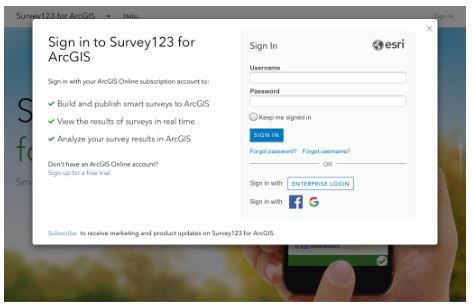 Survey123 for ArcGIS Help Sign In
Sign in to Survey123 for
ArcGIS
Sign in with your ArcGIS Online subscription account to:
Build and publish smart surveys to ArcGIS
View the results of surveys in real time
Analyze your survey results in ArcGIS
Don't have an ArcGIS Online account?
Sign up for a free trial
Sign In esri
Username
Password
Keep me signed in
SIGN IN
Forgot password? Forgot username?
OR
Sign in with ENTERPRISE LOGIN
Sign in with f G
Subscribe to receive marketing and product updates on Survey123 for ArcGIS.